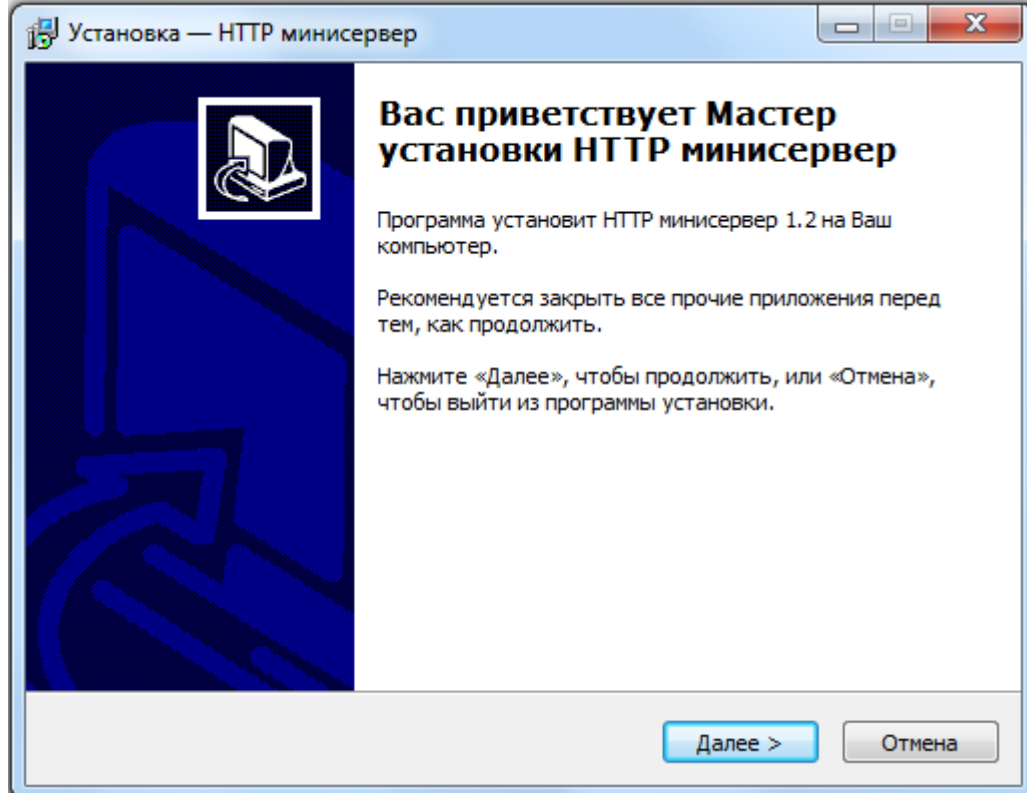 Установка — HTTP минисервер
Вас приветствует Мастер
установки HTTP минисервер
Программа установит HTTP минисервер 1.2 на Ваш
компьютер.
Рекомендуется закрыть все прочие приложения перед
тем, как продолжить.
Нажмите «Далее», чтобы продолжить, или «Отмена»,
чтобы выйти из программы установки.
Далее >
Отмена